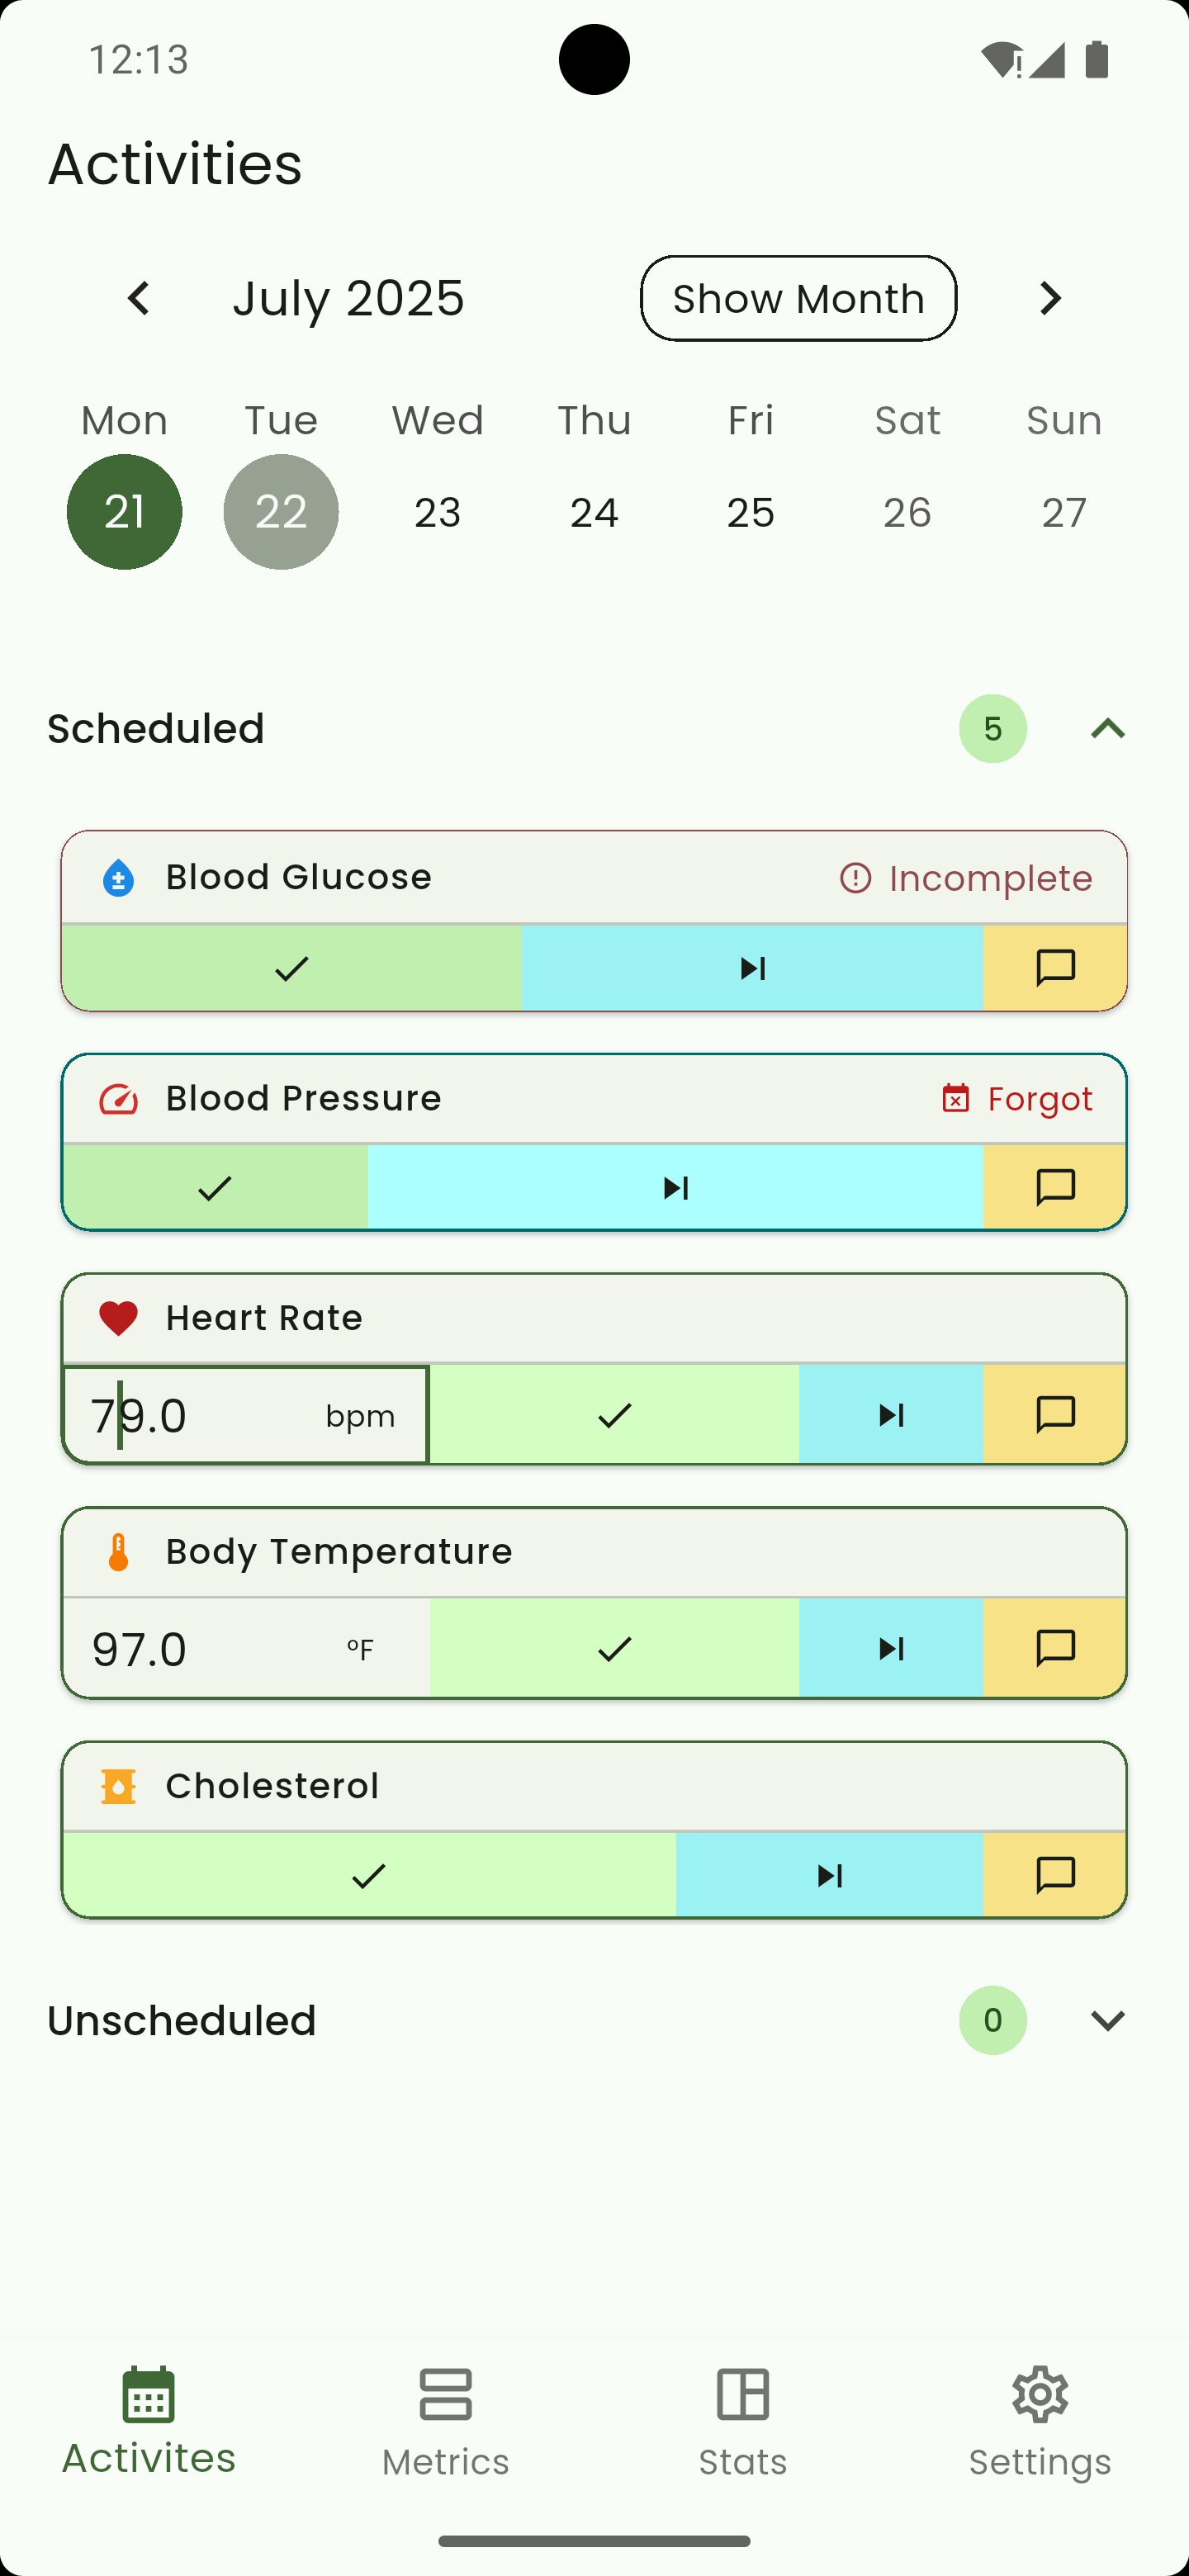 12:13
Activities
July 2025
Show Month
Mon Tue Wed Thu Fri Sat Sun
21 22 23 24 25 26 27
Scheduled 5
Blood Glucose Incomplete
Blood Pressure Forgot
Heart Rate
79.0 bpm
Body Temperature
97.0 °F
Cholesterol
Unscheduled 0
Activites Metrics Stats Settings